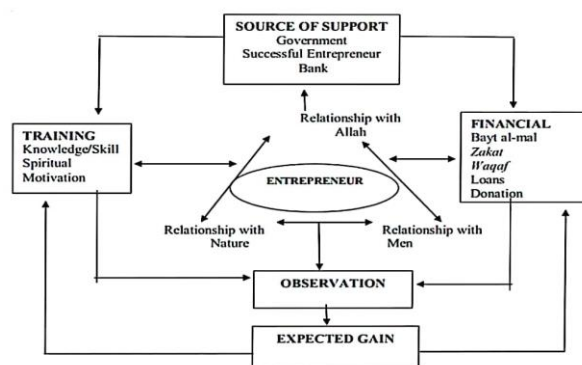 SOURCE OF SUPPORT
Government
Successful Entrepreneur
Bank
Relationship with
Allah
TRAINING
Knowledge/Skill
Spiritual
Motivation
FINANCIAL
Bayt al-mal
Zakat
Waqaf
Loans
Donation
ENTREPRENEUR
Relationship with
Nature
Relationship with
Men
OBSERVATION
EXPECTED GAIN